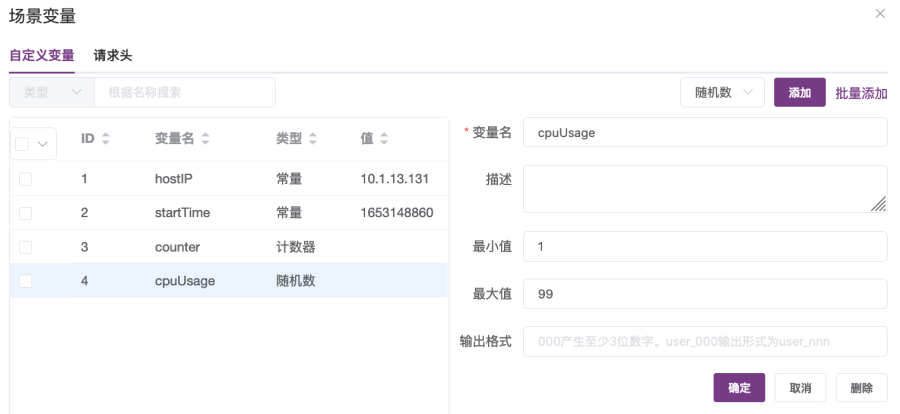 场景变量
自定义变量 请求头
类型 根据名称搜索 随机数 添加 批量添加
ID 变量名 类型 值
1 hostIP 常量 10.1.13.131
2 startTime 常量 1653148860
3 counter 计数器
4 cpuUsage 随机数
* 变量名 cpuUsage
描述
最小值 1
最大值 99
输出格式 000产生至少3位数字。user_000输出形式为user_nnn
确定 取消 删除